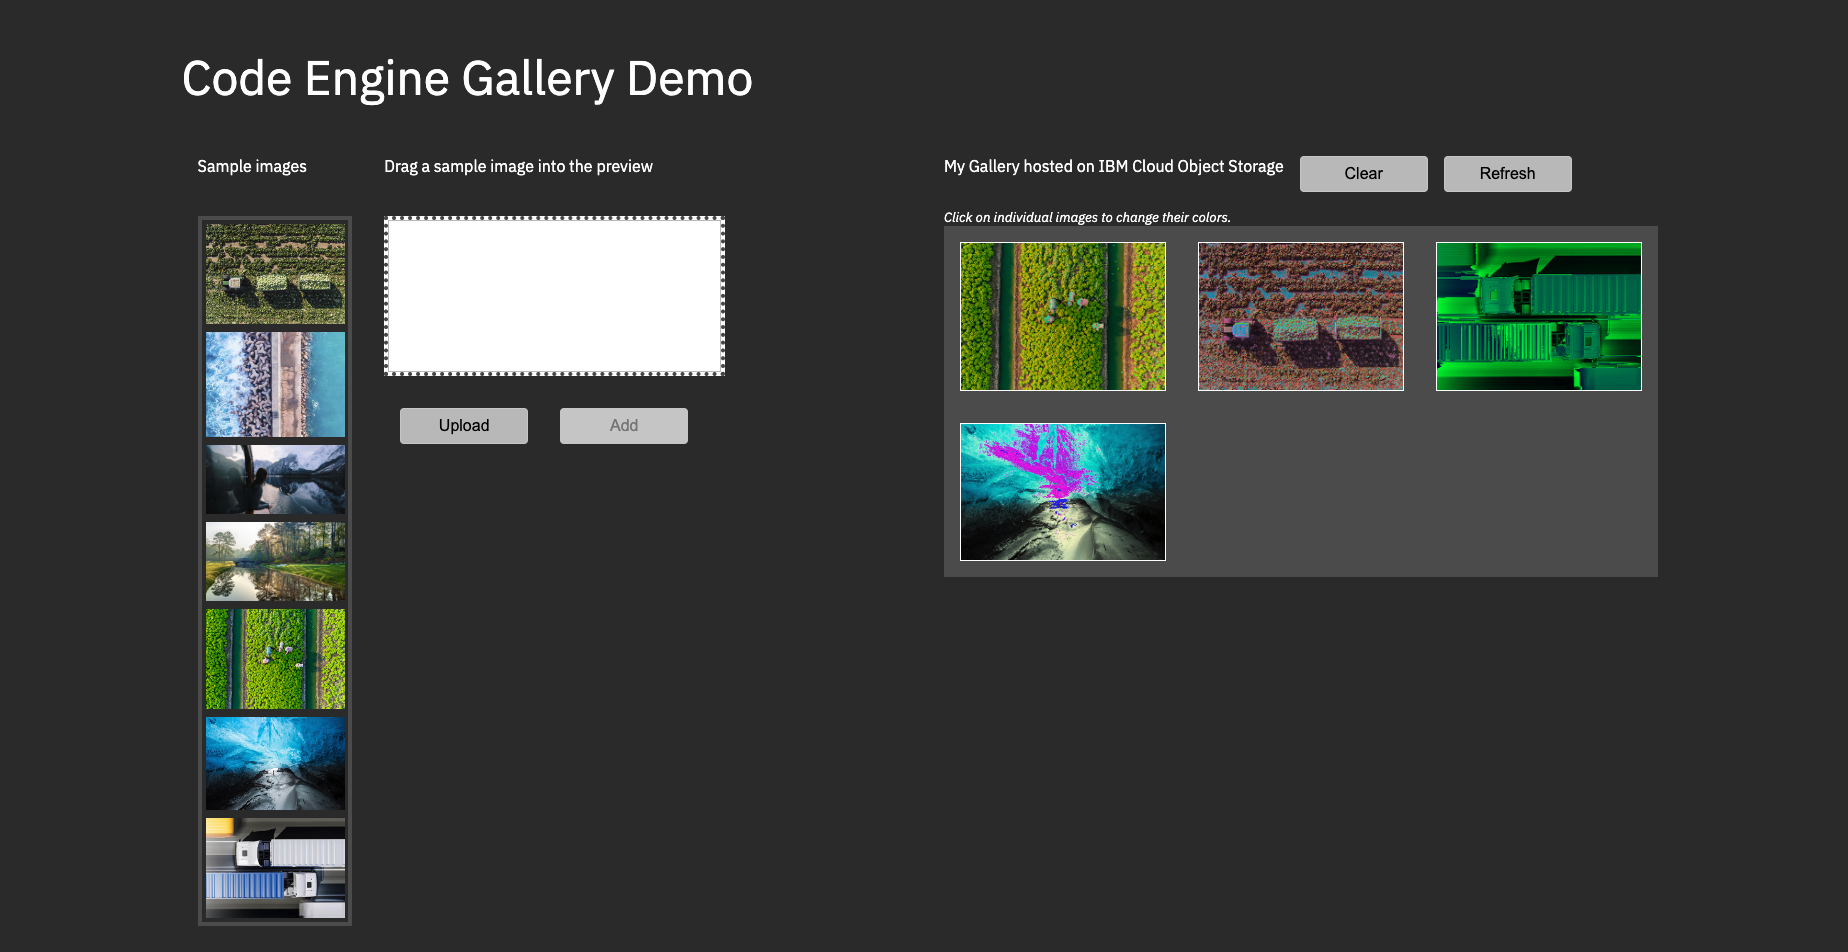 Code Engine Gallery Demo
Sample images
Drag a sample image into the preview
Upload
Add
My Gallery hosted on IBM Cloud Object Storage
Clear
Refresh
Click on individual images to change their colors.